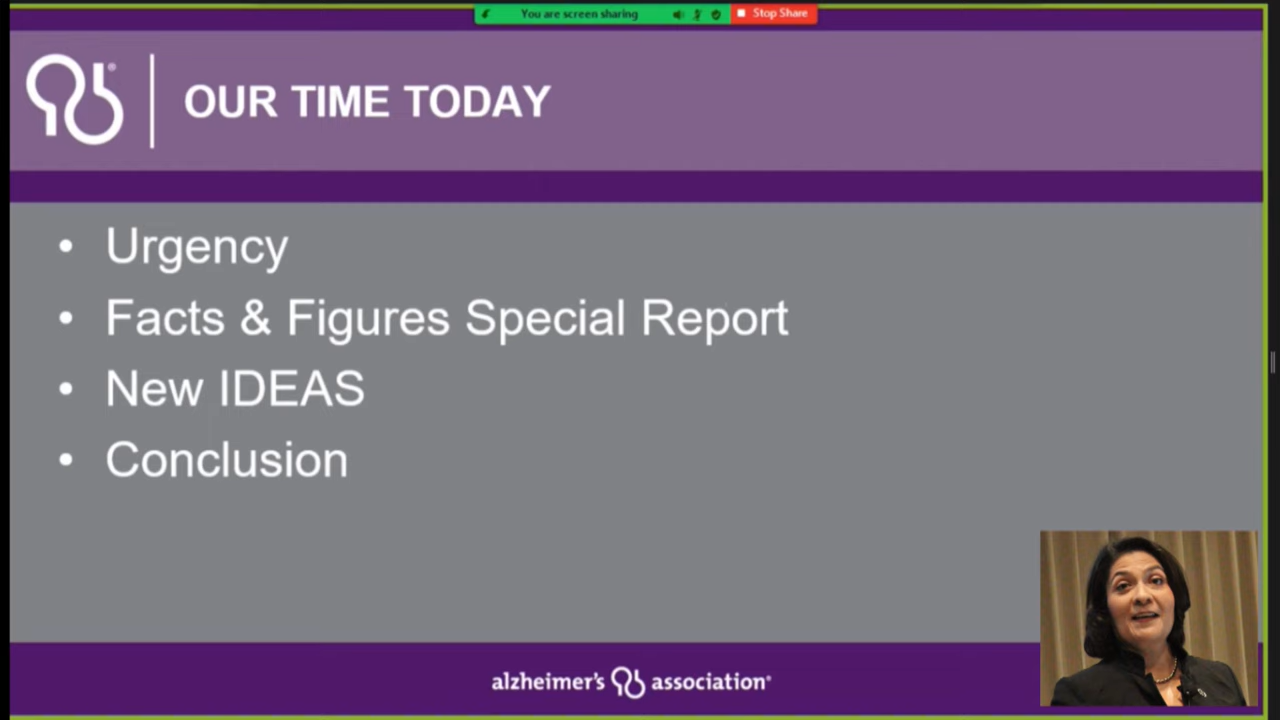 You are screen sharing
Stop Share
OUR TIME TODAY
• Urgency
• Facts & Figures Special Report
• New IDEAS
• Conclusion
alzheimer's association®